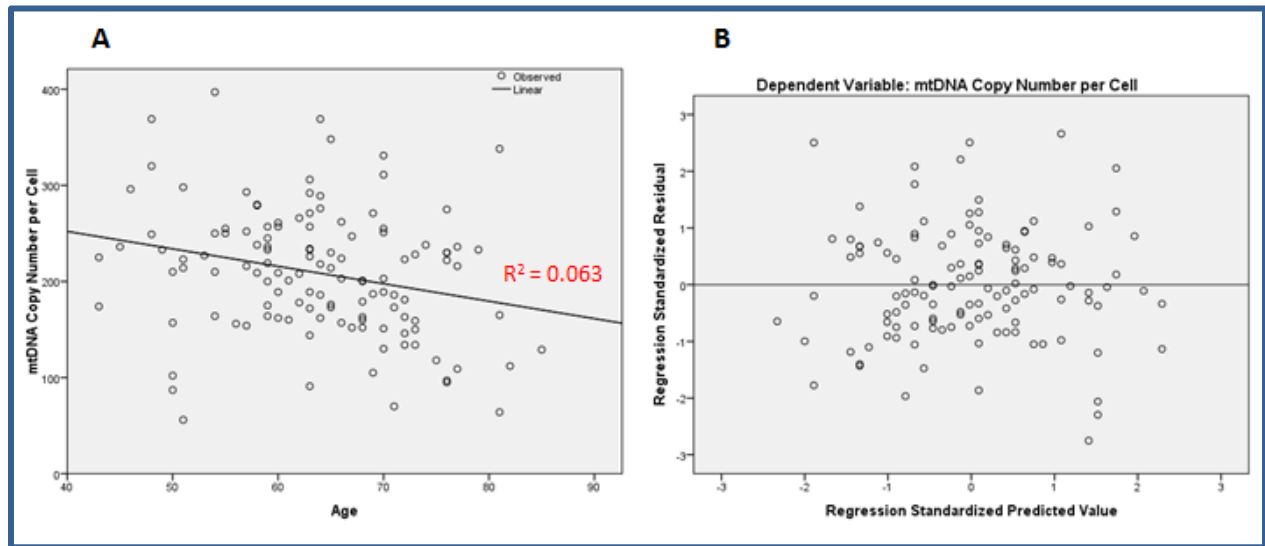 A
Observed
Linear
400
300
200
100
0
mtDNA Copy Number per Cell
R² = 0.063
40 50 60 70 80 90
Age
B
Dependent Variable: mtDNA Copy Number per Cell
3
2
1
0
-1
-2
-3
Regression Standardized Residual
-3 -2 -1 0 1 2 3
Regression Standardized Predicted Value